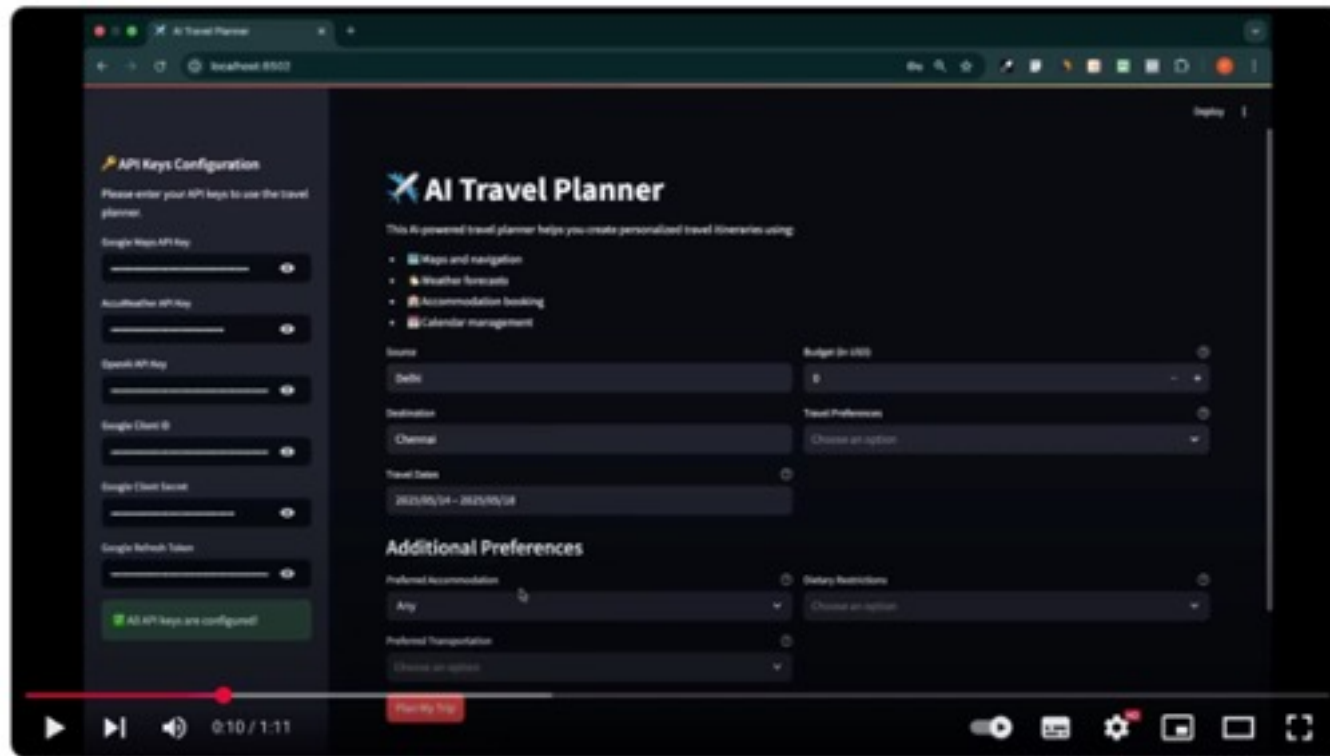 AI Travel Planner
localhost:8502
Deploy
API Keys Configuration
Please enter your API keys to use the travel
planner.
Google Maps API Key
AccuWeather API Key
OpenAI API Key
Google Client ID
Google Client Secret
Google Refresh Token
All API keys are configured!
AI Travel Planner
This AI-powered travel planner helps you create personalized travel itineraries using:
Maps and navigation
Weather forecasts
Accommodation booking
Calendar management
Source
Delhi
Budget (in USD)
0
Destination
Chennai
Travel Preferences
Choose an option
Travel Dates
2025/05/14 – 2025/05/18
Additional Preferences
Preferred Accommodation
Any
Dietary Restrictions
Choose an option
Preferred Transportation
Choose an option
Plan My Trip
0:10 / 1:11
HD